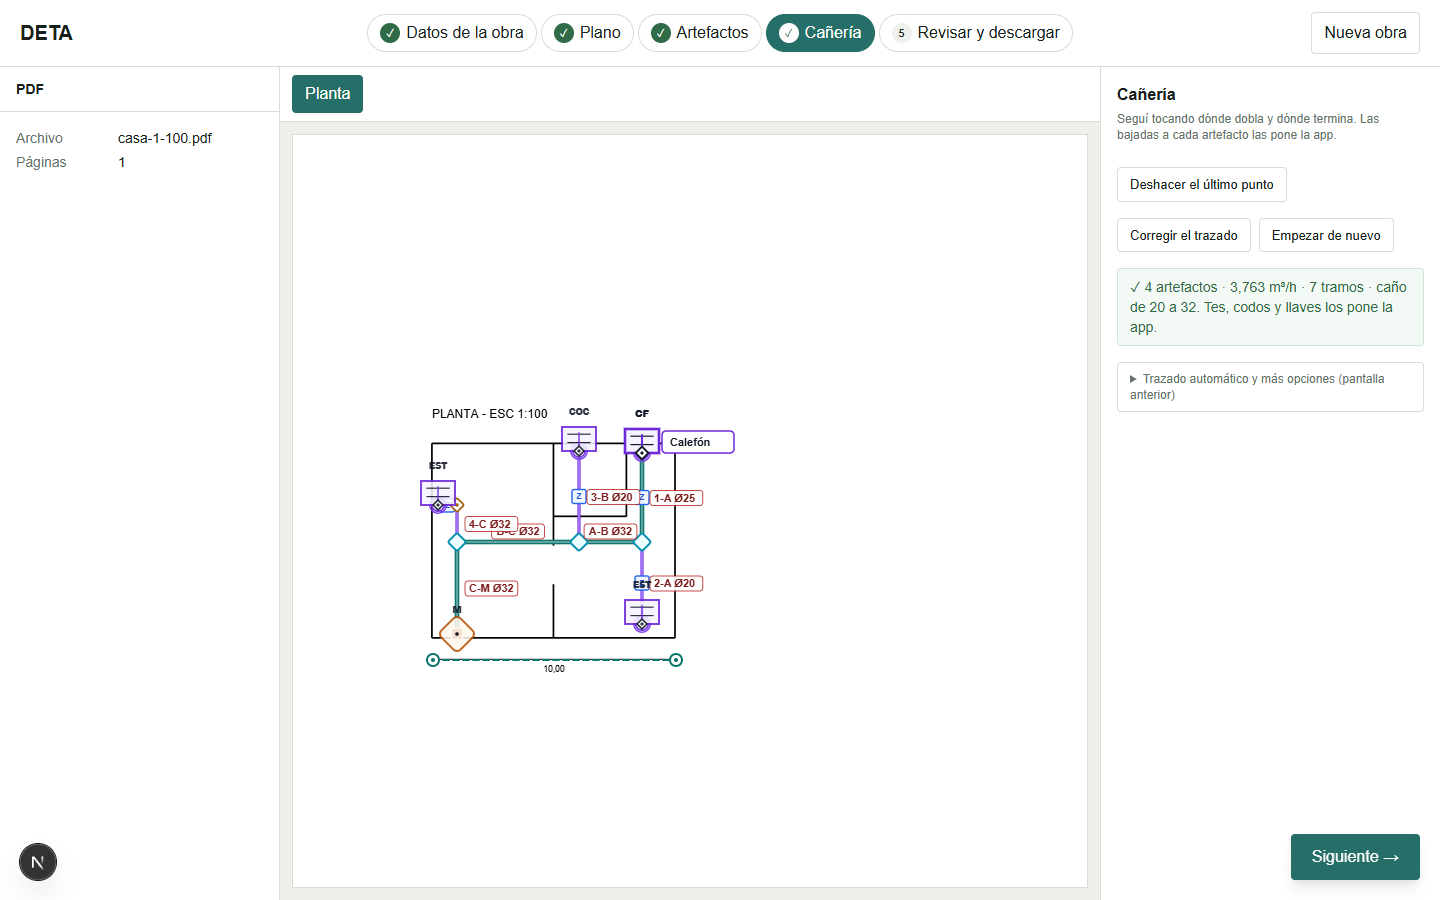 DETA
✓ Datos de la obra
✓ Plano
✓ Artefactos
✓ Cañería
5 Revisar y descargar
Nueva obra
PDF
Archivo casa-1-100.pdf
Páginas 1
Planta
PLANTA - ESC 1:100
COC
CF
Calefón
EST
Z
3-B Ø20
Z
1-A Ø25
4-C Ø32
B-C Ø32
A-B Ø32
C-M Ø32
EST
2-A Ø20
M
10,00
Cañería
Seguí tocando dónde dobla y dónde termina. Las
bajadas a cada artefacto las pone la app.
Deshacer el último punto
Corregir el trazado
Empezar de nuevo
✓ 4 artefactos · 3,763 m³/h · 7 tramos · caño
de 20 a 32. Tes, codos y llaves los pone la
app.
▶ Trazado automático y más opciones (pantalla
anterior)
N
Siguiente →